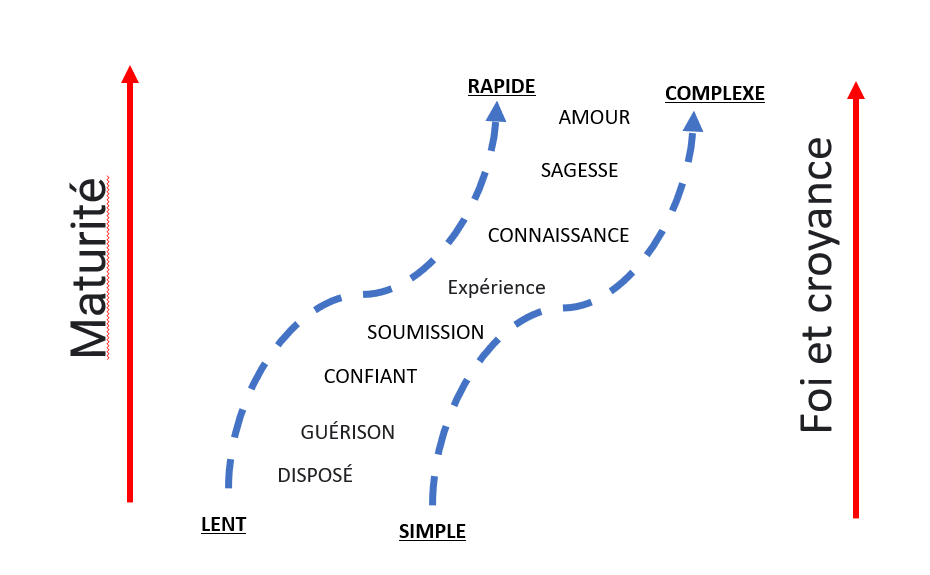 RAPIDE
COMPLEXE
AMOUR
SAGESSE
CONNAISSANCE
Expérience
SOUMISSION
CONFIANT
GUÉRISON
DISPOSÉ
LENT
SIMPLE
Maturité
Foi et croyance